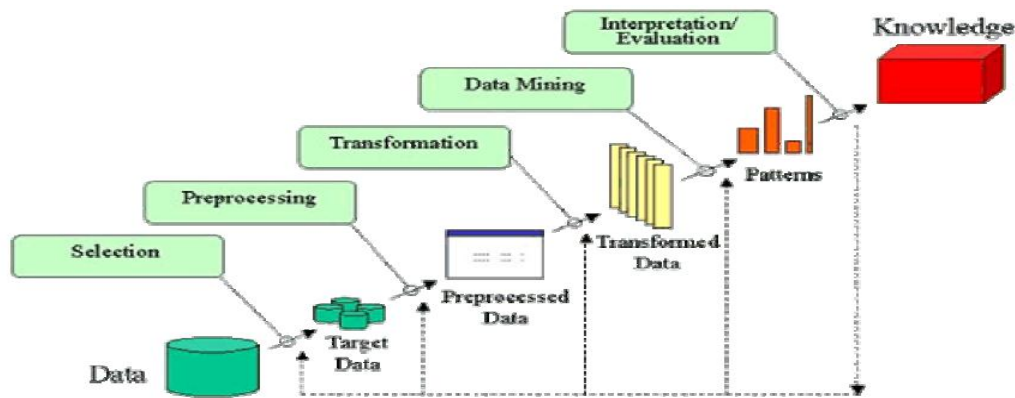 Interpretation/
Evaluation
Knowledge
Data Mining
Transformation
Patterns
Preprocessing
Transformed
Data
Selection
Preprocessed
Data
Target
Data
Data